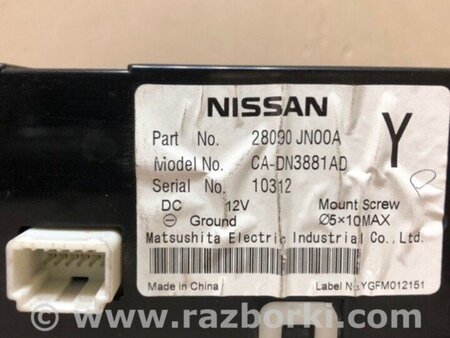 NISSAN
Part No. 28090 JN00A
Y
Model No. CA-DN3881AD
Serial No. 10312
DC 12V
Mount Screw
⊖ Ground
Ø5×10MAX
Matsushita Electric Industrial Co., Ltd.
Made in China
Label No. YGFM012151
© www.razborki.com